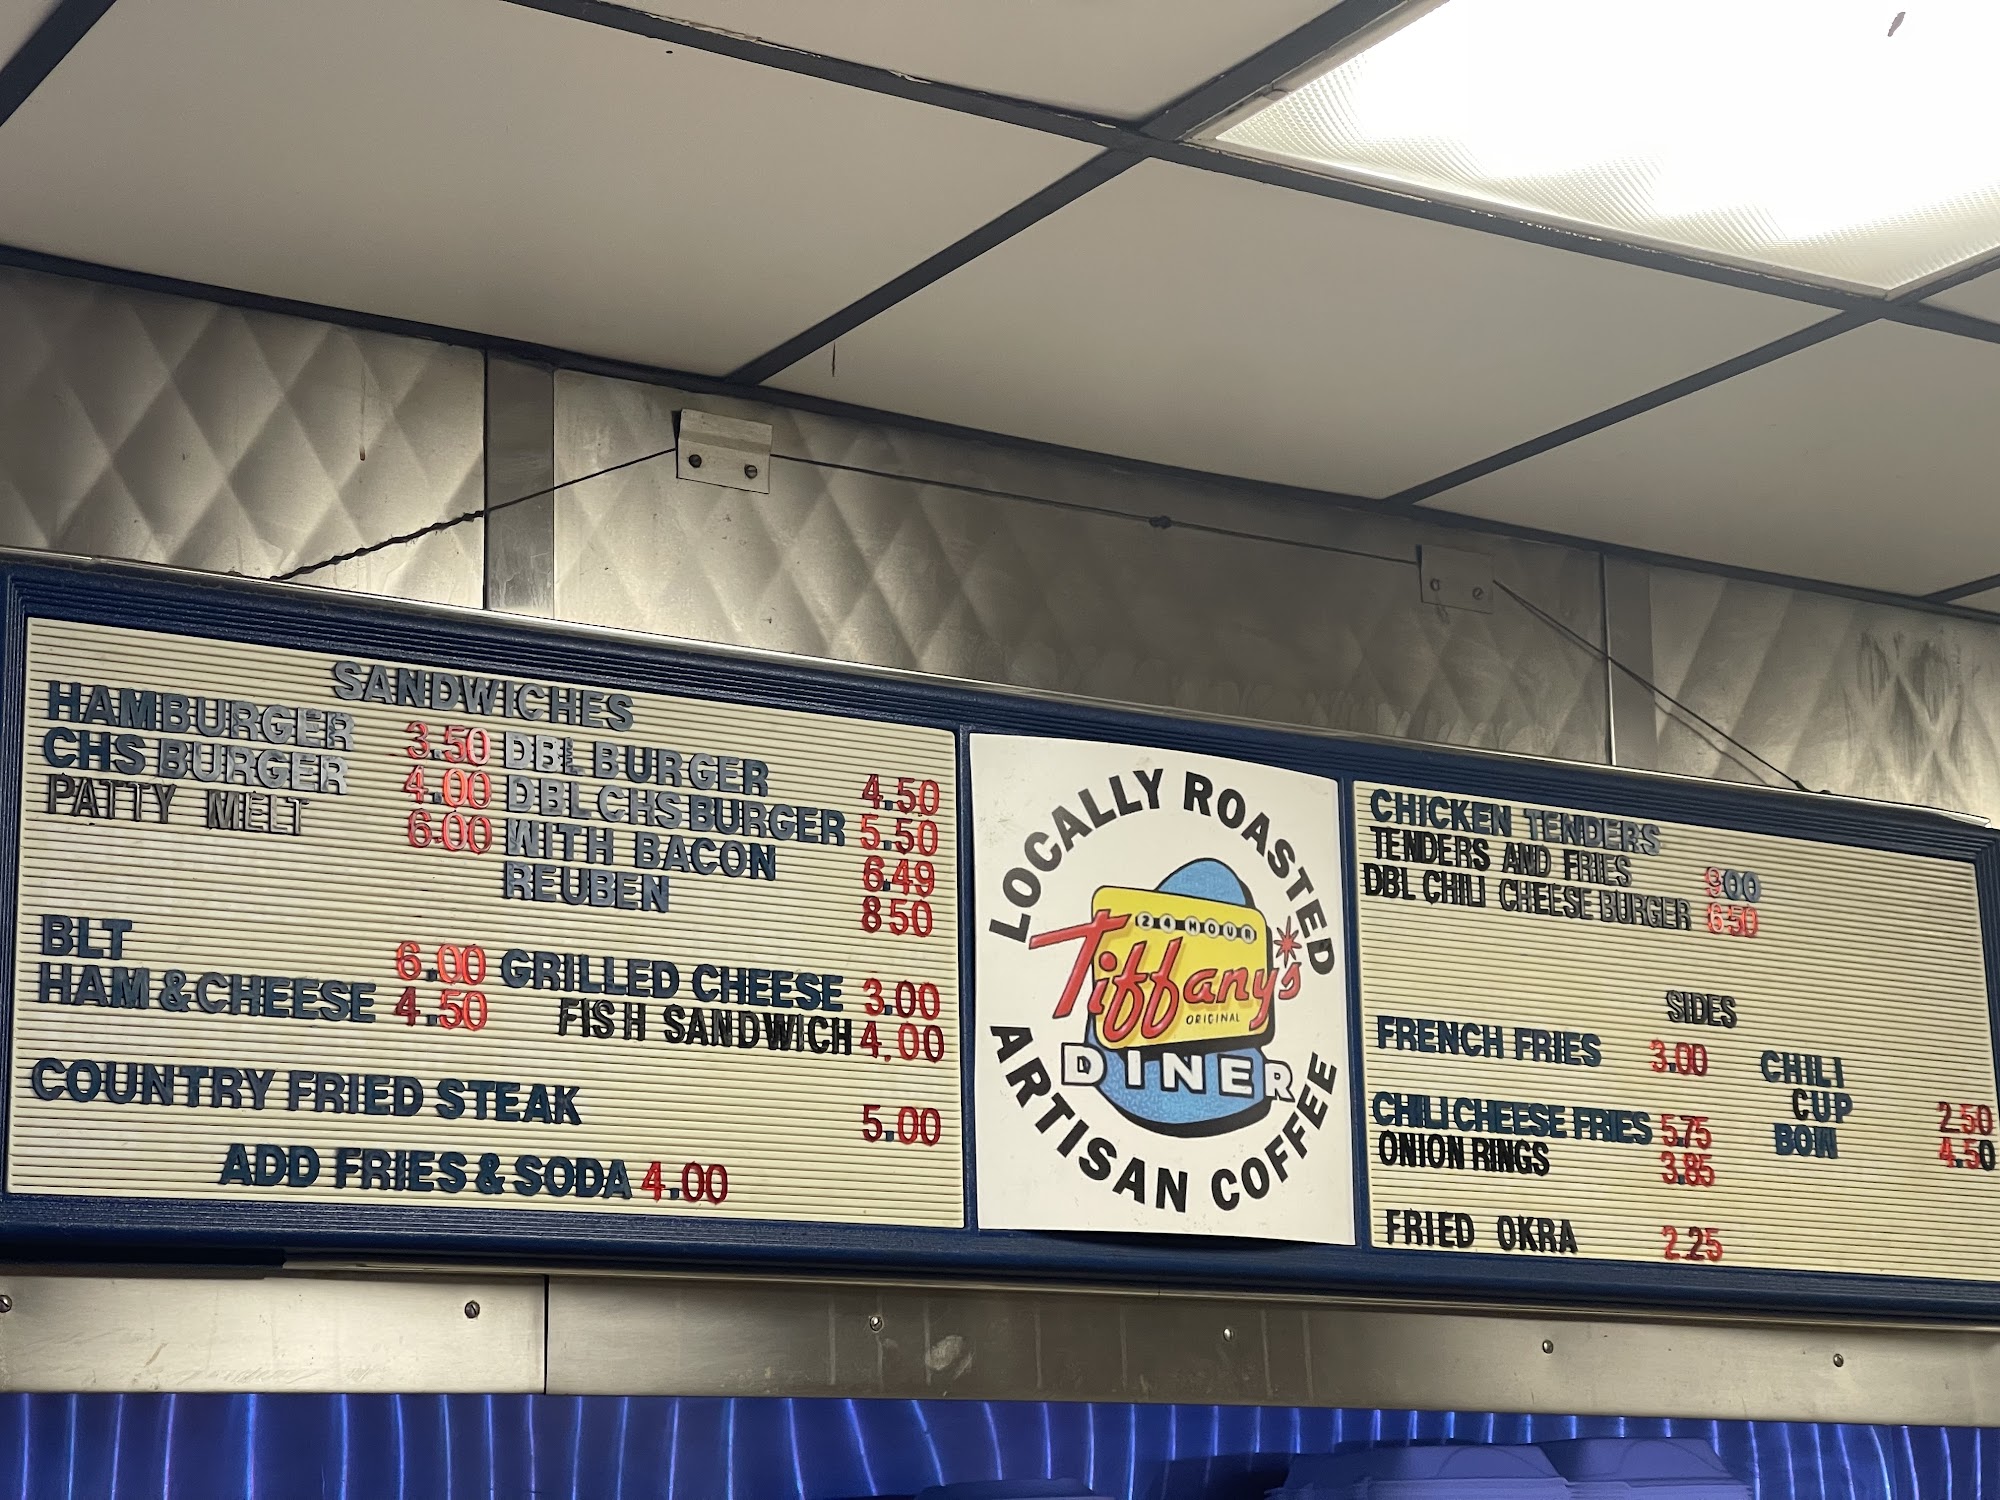 SANDWICHES
HAMBURGER 3.50
CHS BURGER 4.00
PATTY MELT 6.00
DBL BURGER 4.50
DBL CHS BURGER 5.50
WITH BACON 6.49
REUBEN 850
BLT 6.00
HAM & CHEESE 4.50
GRILLED CHEESE 3.00
FISH SANDWICH 4.00
COUNTRY FRIED STEAK 5.00
ADD FRIES & SODA 4.00
LOCALLY ROASTED
24 HOUR
Tiffany's
ORIGINAL
DINER
ARTISAN COFFEE
CHICKEN TENDERS
TENDERS AND FRIES 900
DBL CHILI CHEESE BURGER 6.50
SIDES
FRENCH FRIES 3.00
CHILI CHEESE FRIES 5.75
ONION RINGS 3.85
FRIED OKRA 2.25
CHILI
CUP 2.50
BOW 4.50